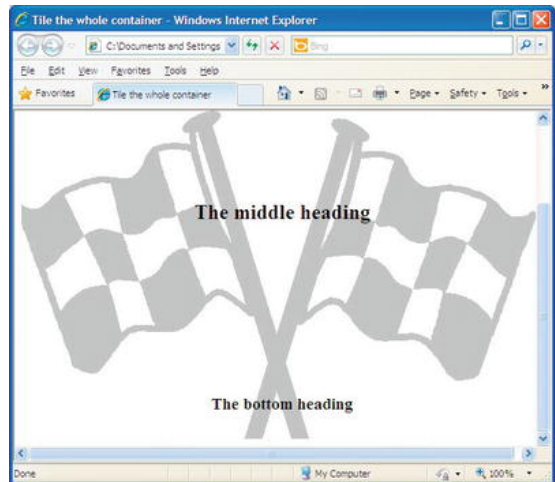 Tile the whole container - Windows Internet Explorer
C:\Documents and Settings Bing
File Edit View Favorites Tools Help
Favorites Tile the whole container Page Safety Tools »
The middle heading
The bottom heading
Done My Computer 100%